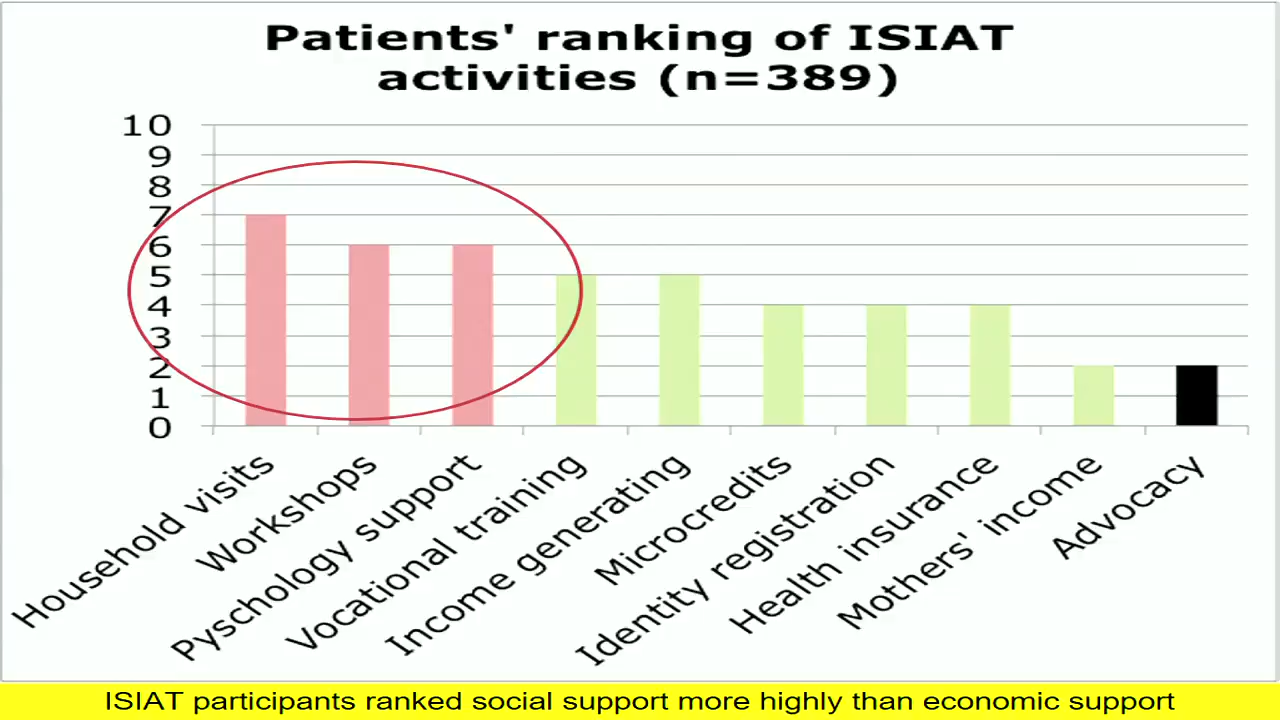 Patients' ranking of ISIAT
activities (n=389)
10
9
8
7
6
5
4
3
2
1
0
Household visits
Workshops
Pyschology support
Vocational training
Income generating
Microcredits
Identity registration
Health insurance
Mothers' income
Advocacy
ISIAT participants ranked social support more highly than economic support